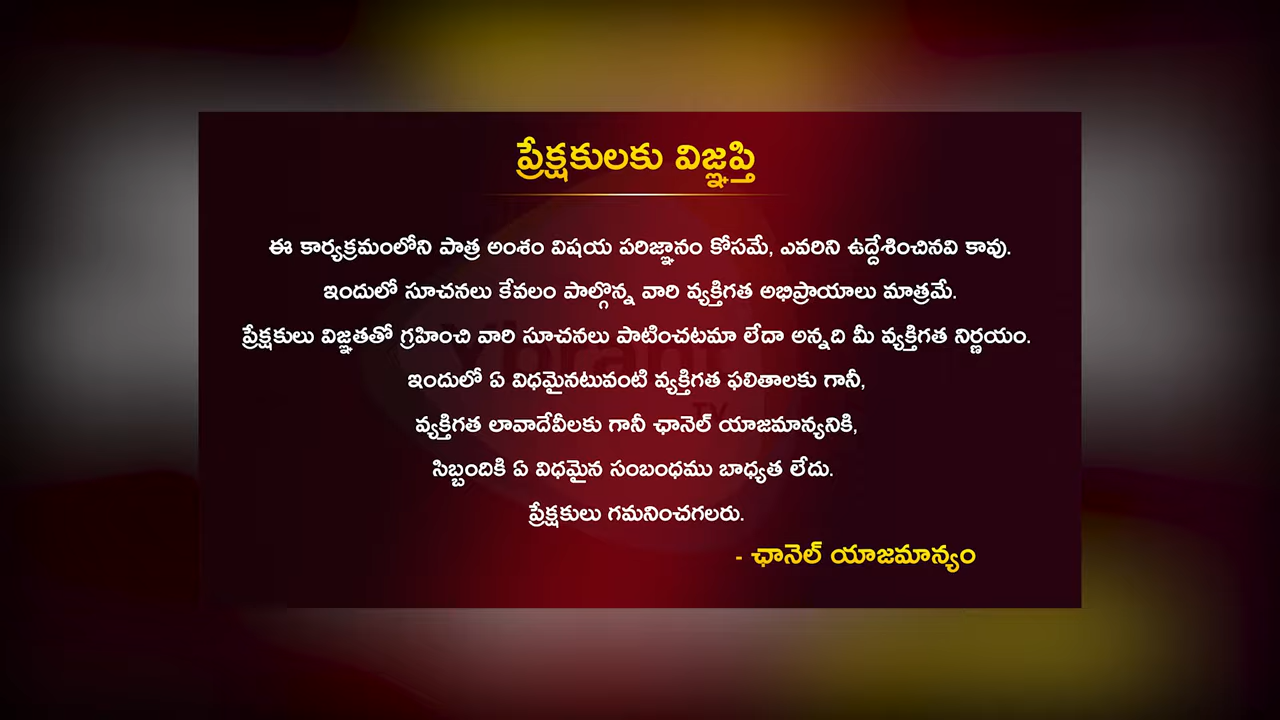 ప్రేక్షకులకు విజ్ఞప్తి
ఈ కార్యక్రమంలోని పాత్ర అంశం విషయ పరిజ్ఞానం కోసమే, ఎవరిని ఉద్దేశించినవి కావు.
ఇందులో సూచనలు కేవలం పాల్గొన్న వారి వ్యక్తిగత అభిప్రాయాలు మాత్రమే.
ప్రేక్షకులు విజ్ఞతతో గ్రహించి వారి సూచనలు పాటించటమా లేదా అన్నది మీ వ్యక్తిగత నిర్ణయం.
ఇందులో ఏ విధమైనటువంటి వ్యక్తిగత ఫలితాలకు గానీ,
వ్యక్తిగత లావాదేవీలకు గానీ ఛానెల్ యాజమాన్యనికి,
సిబ్బందికి ఏ విధమైన సంబంధము బాధ్యత లేదు.
ప్రేక్షకులు గమనించగలరు.
- ఛానెల్ యాజమాన్యం